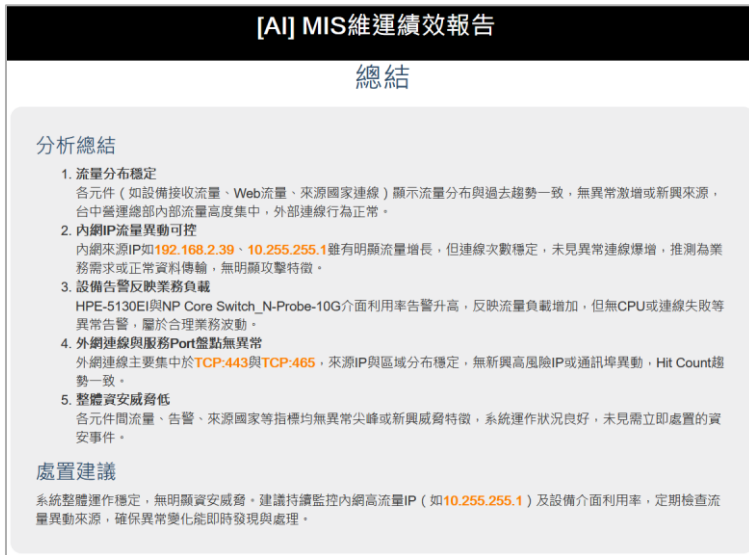 [AI] MIS維運績效報告
總結
分析總結
1. 流量分布穩定
各元件（如設備接收流量、Web流量、來源國家連線）顯示流量分布與過去趨勢一致，無異常激增或新興來源，
台中營運總部內部流量高度集中，外部連線行為正常。
2. 內網IP流量異動可控
內網來源IP如192.168.2.39、10.255.255.1雖有明顯流量增長，但連線次數穩定，未見異常連線爆增，推測為業
務需求或正常資料傳輸，無明顯攻擊特徵。
3. 設備告警反映業務負載
HPE-5130EI與NP Core Switch_N-Probe-10G介面利用率告警升高，反映流量負載增加，但無CPU或連線失敗等
異常告警，屬於合理業務波動。
4. 外網連線與服務Port盤點無異常
外網連線主要集中於TCP:443與TCP:465，來源IP與區域分布穩定，無新興高風險IP或通訊埠異動，Hit Count趨
勢一致。
5. 整體資安威脅低
各元件間流量、告警、來源國家等指標均無異常尖峰或新興威脅特徵，系統運作狀況良好，未見需立即處置的資
安事件。
處置建議
系統整體運作穩定，無明顯資安威脅。建議持續監控內網高流量IP（如10.255.255.1）及設備介面利用率，定期檢查流
量異動來源，確保異常變化能即時發現與處理。